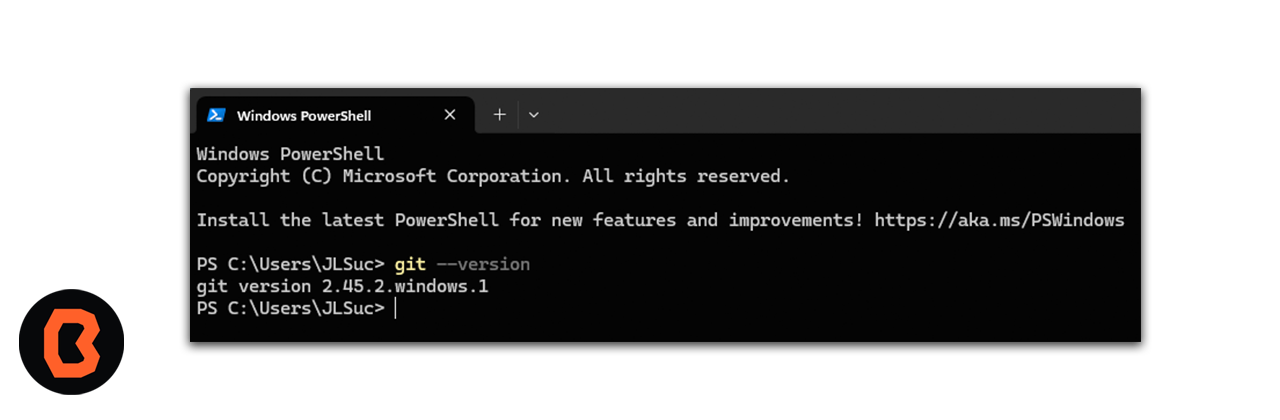 Windows PowerShell
Windows PowerShell
Copyright (C) Microsoft Corporation. All rights reserved.
Install the latest PowerShell for new features and improvements! https://aka.ms/PSWindows
PS C:\Users\JLSuc> git --version
git version 2.45.2.windows.1
PS C:\Users\JLSuc>